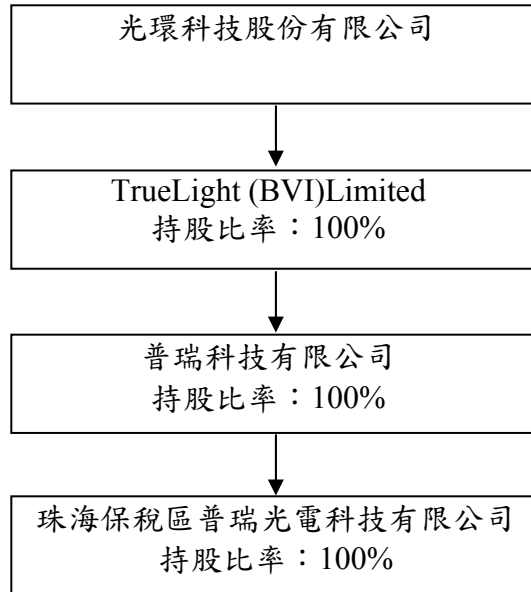 光環科技股份有限公司
TrueLight (BVI)Limited
持股比率：100%
普瑞科技有限公司
持股比率：100%
珠海保稅區普瑞光電科技有限公司
持股比率：100%